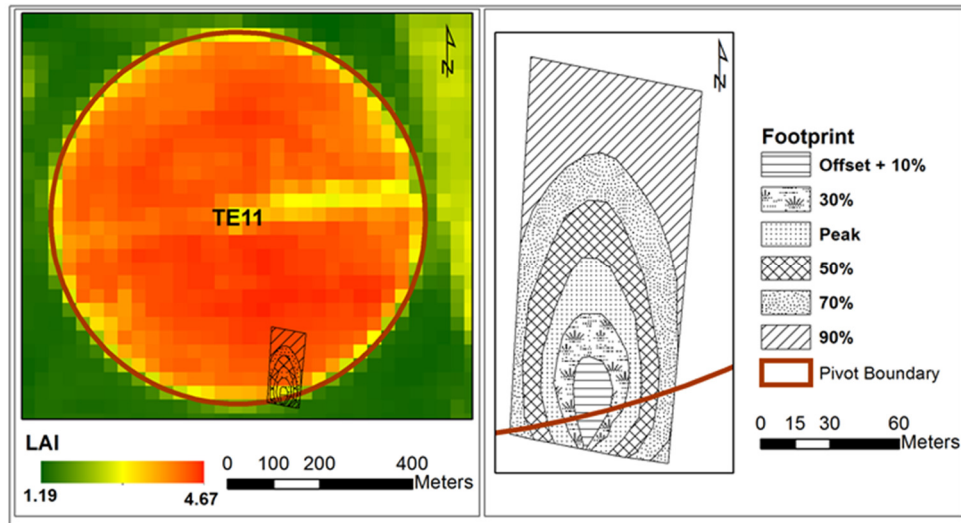 TE11
N
LAI
1.19
4.67
0 100 200 400
Meters
N
Footprint
Offset + 10%
30%
Peak
50%
70%
90%
Pivot Boundary
0 15 30 60
Meters